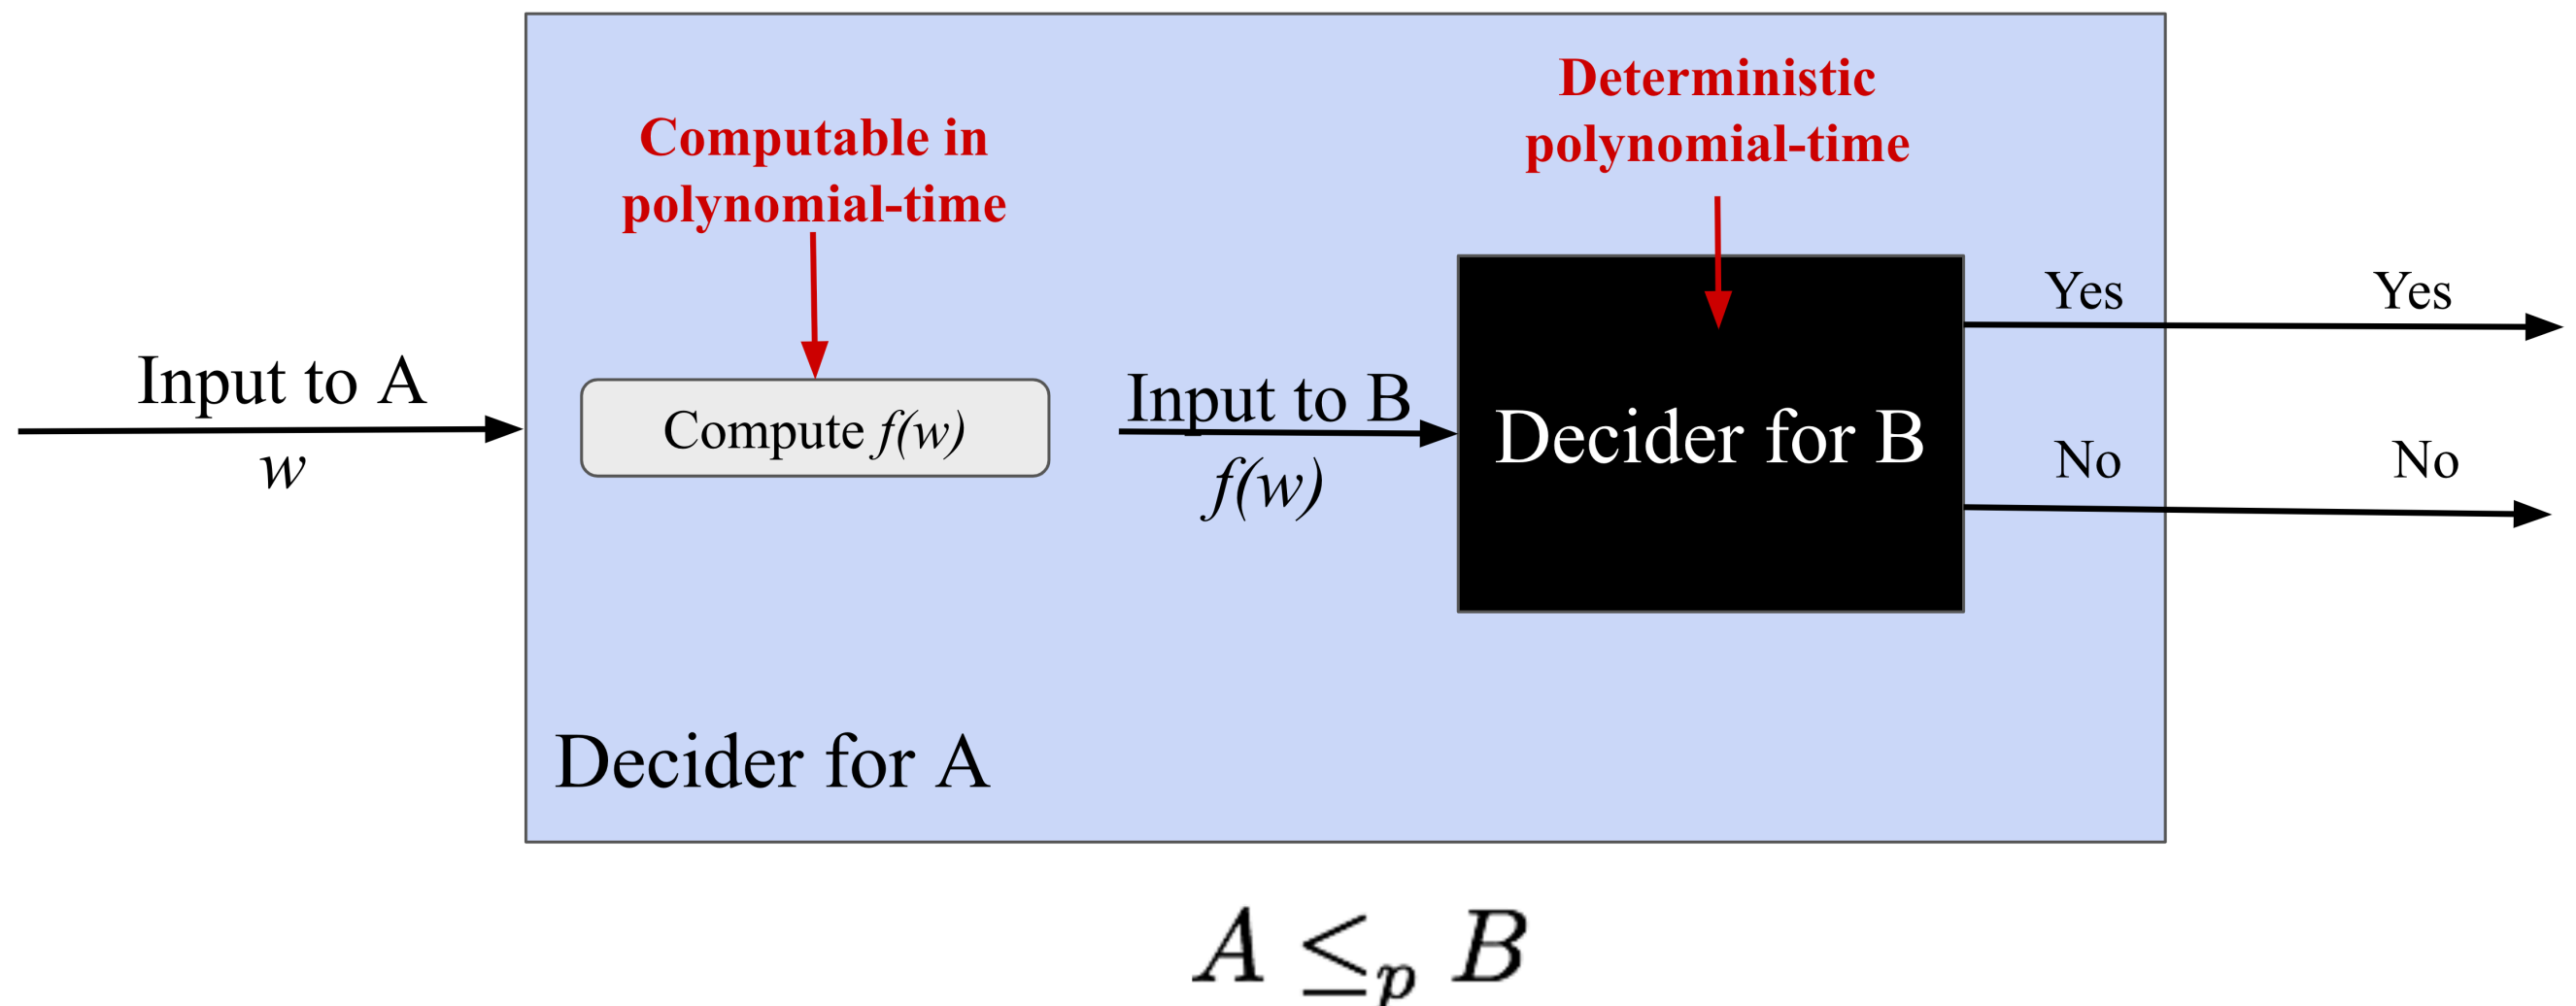 Deterministic
polynomial-time
Computable in
polynomial-time
Yes
Yes
Input to A
w
Compute f(w)
Input to B
f(w)
Decider for B
No
No
Decider for A
A ≤ₚ B